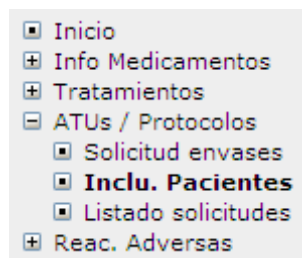 Inicio
Info Medicamentos
Tratamientos
ATUs / Protocolos
Solicitud envases
Inclu. Pacientes
Listado solicitudes
Reac. Adversas